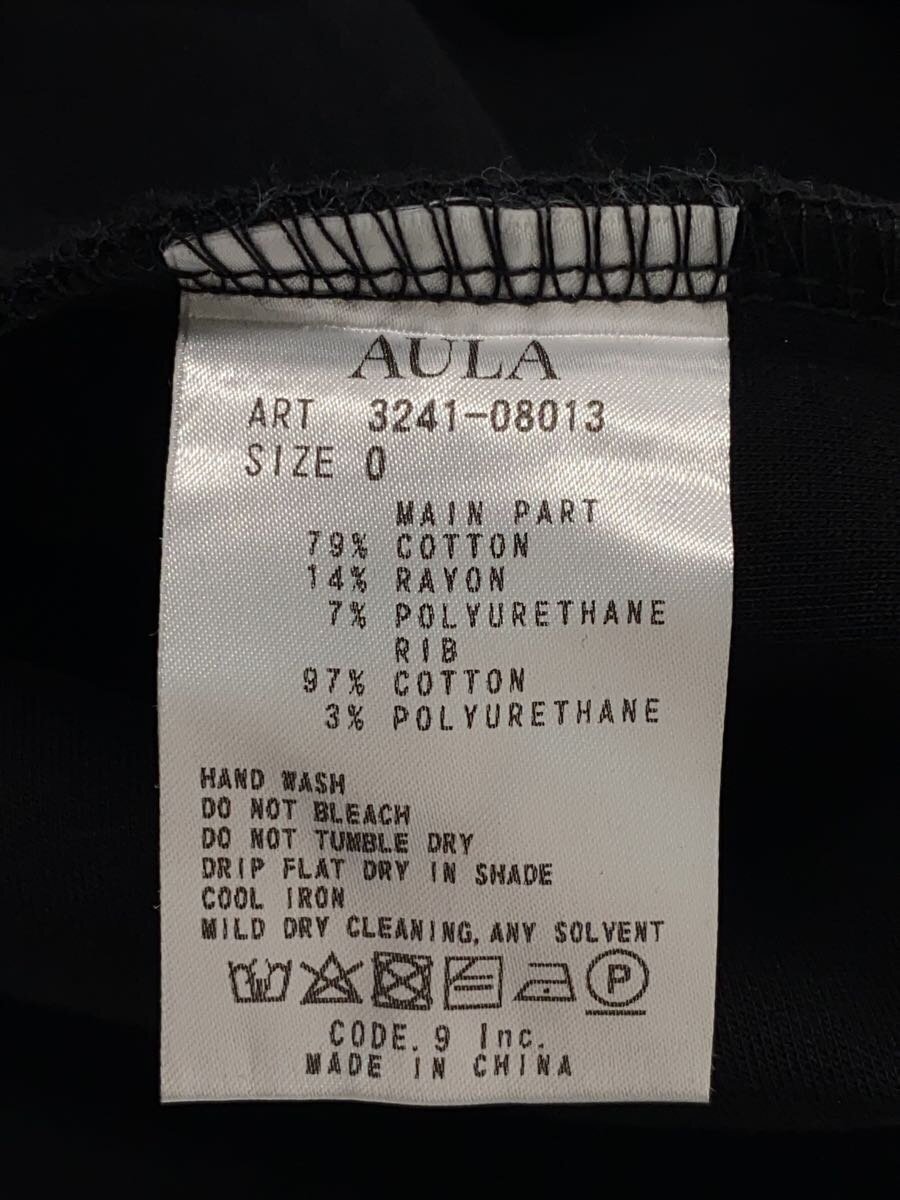 AULA
ART 3241-08013
SIZE 0
MAIN PART
79% COTTON
14% RAYON
7% POLYURETHANE
RIB
97% COTTON
3% POLYURETHANE
HAND WASH
DO NOT BLEACH
DO NOT TUMBLE DRY
DRIP FLAT DRY IN SHADE
COOL IRON
MILD DRY CLEANING, ANY SOLVENT
P
CODE. 9 Inc.
MADE IN CHINA